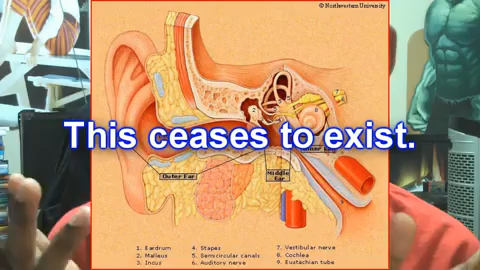 © Northwestern University
This ceases to exist.
Outer Ear
Middle
Ear
1. Eardrum
2. Malleus
3. Incus
4. Stapes
5. Semicircular canals
6. Auditory nerve
7. Vestibular nerve
8. Cochlea
9. Eustachian tube